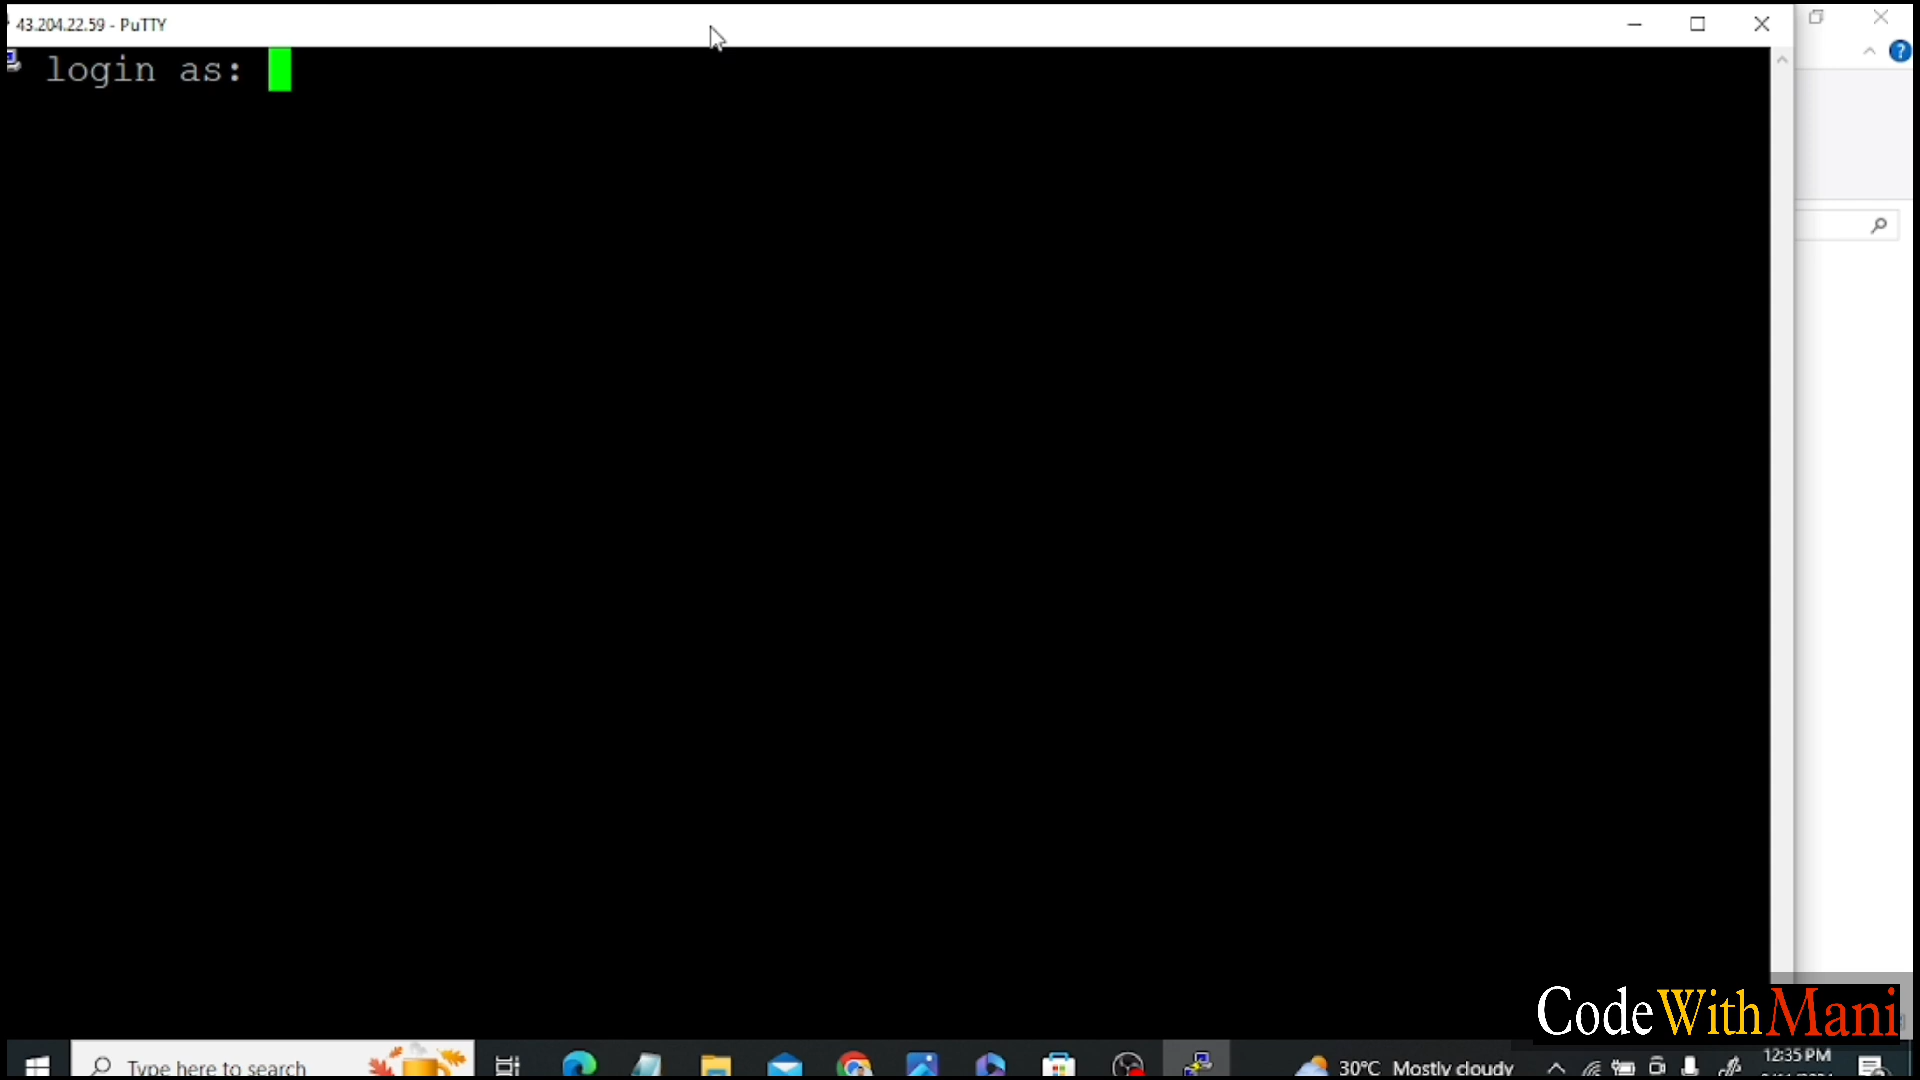 43.204.22.59 - PuTTY
login as:
CodeWithMani
Type here to search
30°C Mostly cloudy
12:35 PM